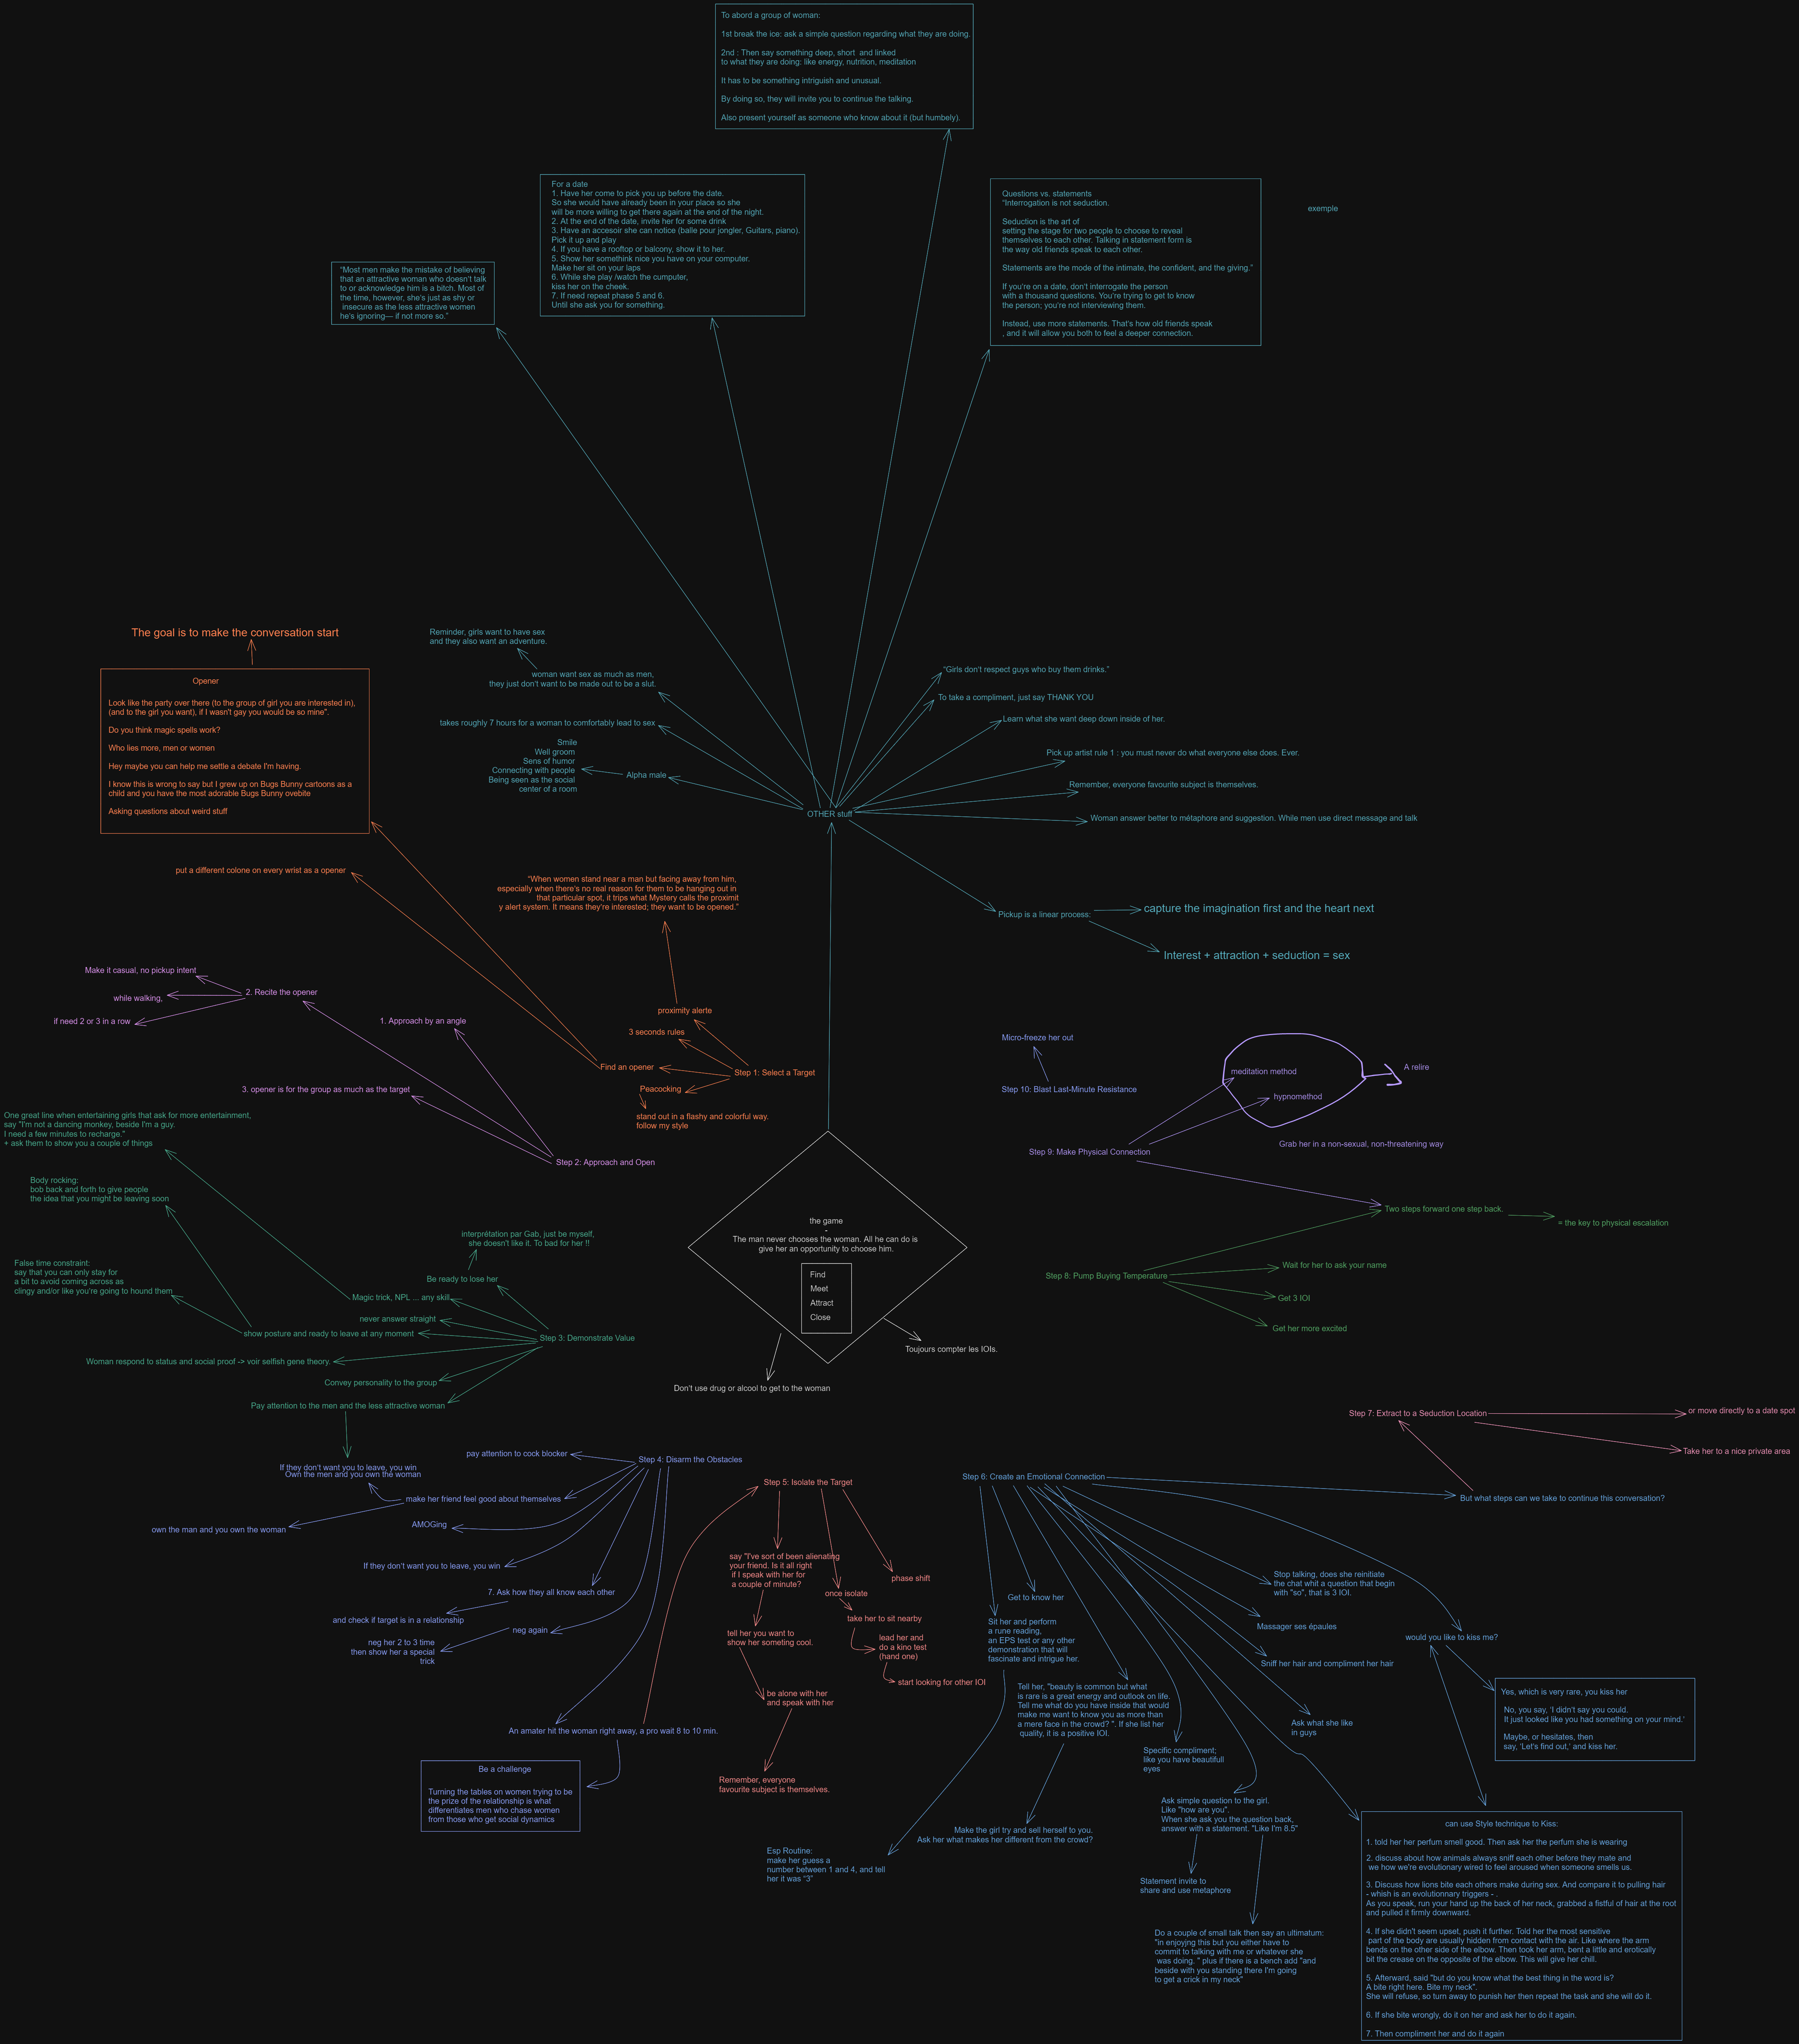 To abord a group of woman:
1st break the ice: ask a simple question regarding what they are doing.
2nd : Then say something deep, short  and linked
to what they are doing: like energy, nutrition, meditation
It has to be something intriguish and unusual.
By doing so, they will invite you to continue the talking.
Also present yourself as someone who know about it (but humbely).
For a date
1. Have her come to pick you up before the date.
So she would have already been in your place so she
will be more willing to get there again at the end of the night.
2. At the end of the date, invite her for some drink
3. Have an accesoir she can notice (balle pour jongler, Guitars, piano).
Pick it up and play
4. If you have a rooftop or balcony, show it to her.
5. Show her somethink nice you have on your computer.
Make her sit on your laps
6. While she play /watch the cumputer,
kiss her on the cheek.
7. If need repeat phase 5 and 6.
Until she ask you for something.
Questions vs. statements
“Interrogation is not seduction.
Seduction is the art of
setting the stage for two people to choose to reveal
themselves to each other. Talking in statement form is
the way old friends speak to each other.
Statements are the mode of the intimate, the confident, and the giving.”
If you're on a date, don't interrogate the person
with a thousand questions. You're trying to get to know
the person; you're not interviewing them.
Instead, use more statements. That's how old friends speak
, and it will allow you both to feel a deeper connection.
exemple
“Most men make the mistake of believing
that an attractive woman who doesn't talk
to or acknowledge him is a bitch. Most of
the time, however, she's just as shy or
insecure as the less attractive women
he's ignoring— if not more so.”
The goal is to make the conversation start
Opener
Look like the party over there (to the group of girl you are interested in),
(and to the girl you want), if I wasn't gay you would be so mine".
Do you think magic spells work?
Who lies more, men or women
Hey maybe you can help me settle a debate I'm having.
I know this is wrong to say but I grew up on Bugs Bunny cartoons as a
child and you have the most adorable Bugs Bunny ovebite
Asking questions about weird stuff
Reminder, girls want to have sex
and they also want an adventure.
woman want sex as much as men,
they just don't want to be made out to be a slut.
takes roughly 7 hours for a woman to comfortably lead to sex
Smile
Well groom
Sens of humor
Connecting with people
Being seen as the social
center of a room
Alpha male
OTHER stuff
“Girls don't respect guys who buy them drinks.”
To take a compliment, just say THANK YOU
Learn what she want deep down inside of her.
Pick up artist rule 1 : you must never do what everyone else does. Ever.
Remember, everyone favourite subject is themselves.
Woman answer better to métaphore and suggestion. While men use direct message and talk
Pickup is a linear process:
capture the imagination first and the heart next
Interest + attraction + seduction = sex
put a different colone on every wrist as a opener
“When women stand near a man but facing away from him,
especially when there's no real reason for them to be hanging out in
that particular spot, it trips what Mystery calls the proximit
y alert system. It means they're interested; they want to be opened.”
proximity alerte
3 seconds rules
Find an opener
Step 1: Select a Target
Peacocking
stand out in a flashy and colorful way.
follow my style
Make it casual, no pickup intent
while walking,
if need 2 or 3 in a row
2. Recite the opener
1. Approach by an angle
3. opener is for the group as much as the target
Step 2: Approach and Open
One great line when entertaining girls that ask for more entertainment,
say "I'm not a dancing monkey, beside I'm a guy.
I need a few minutes to recharge."
+ ask them to show you a couple of things
Body rocking:
bob back and forth to give people
the idea that you might be leaving soon
False time constraint:
say that you can only stay for
a bit to avoid coming across as
clingy and/or like you're going to hound them
interprétation par Gab, just be myself,
she doesn't like it. To bad for her !!
Be ready to lose her
Magic trick, NPL ... any skill
never answer straight
show posture and ready to leave at any moment
Step 3: Demonstrate Value
Woman respond to status and social proof -> voir selfish gene theory.
Convey personality to the group
Pay attention to the men and the less attractive woman
If they don't want you to leave, you win
the game
-
The man never chooses the woman. All he can do is
give her an opportunity to choose him.
Find
Meet
Attract
Close
Toujours compter les IOIs.
Don't use drug or alcool to get to the woman
Micro-freeze her out
Step 10: Blast Last-Minute Resistance
meditation method
hypnomethod
A relire
Grab her in a non-sexual, non-threatening way
Step 9: Make Physical Connection
Two steps forward one step back.
= the key to physical escalation
Step 8: Pump Buying Temperature
Wait for her to ask your name
Get 3 IOI
Get her more excited
Step 7: Extract to a Seduction Location
or move directly to a date spot
Take her to a nice private area
pay attention to cock blocker
Step 4: Disarm the Obstacles
Own the men and you own the woman
make her friend feel good about themselves
own the man and you own the woman
AMOGing
If they don't want you to leave, you win
7. Ask how they all know each other
and check if target is in a relationship
neg again
neg her 2 to 3 time
then show her a special
trick
An amater hit the woman right away, a pro wait 8 to 10 min.
Be a challenge
Turning the tables on women trying to be
the prize of the relationship is what
differentiates men who chase women
from those who get social dynamics
Step 5: Isolate the Target
say "I've sort of been alienating
your friend. Is it all right
if I speak with her for
a couple of minute?
tell her you want to
show her someting cool.
be alone with her
and speak with her
Remember, everyone
favourite subject is themselves.
once isolate
take her to sit nearby
lead her and
do a kino test
(hand one)
start looking for other IOI
phase shift
Step 6: Create an Emotional Connection
But what steps can we take to continue this conversation?
Get to know her
Sit her and perform
a rune reading,
an EPS test or any other
demonstration that will
fascinate and intrigue her.
Esp Routine:
make her guess a
number between 1 and 4, and tell
her it was “3”
Tell her, "beauty is common but what
is rare is a great energy and outlook on life.
Tell me what do you have inside that would
make me want to know you as more than
a mere face in the crowd? ". If she list her
quality, it is a positive IOI.
Make the girl try and sell herself to you.
Ask her what makes her different from the crowd?
Specific compliment;
like you have beautifull
eyes
Ask simple question to the girl.
Like "how are you".
When she ask you the question back,
answer with a statement. "Like I'm 8.5"
Statement invite to
share and use metaphore
Do a couple of small talk then say an ultimatum:
"in enjoyjng this but you either have to
commit to talking with me or whatever she
was doing. " plus if there is a bench add "and
beside with you standing there I'm going
to get a crick in my neck"
Stop talking, does she reinitiate
the chat whit a question that begin
with "so", that is 3 IOI.
Massager ses épaules
Sniff her hair and compliment her hair
Ask what she like
in guys
would you like to kiss me?
Yes, which is very rare, you kiss her
No, you say, ‘I didn't say you could.
It just looked like you had something on your mind.’
Maybe, or hesitates, then
say, ‘Let's find out,’ and kiss her.
can use Style technique to Kiss:
1. told her her perfum smell good. Then ask her the perfum she is wearing
2. discuss about how animals always sniff each other before they mate and
we how we're evolutionary wired to feel aroused when someone smells us.
3. Discuss how lions bite each others make during sex. And compare it to pulling hair
- whish is an evolutionnary triggers - .
As you speak, run your hand up the back of her neck, grabbed a fistful of hair at the root
and pulled it firmly downward.
4. If she didn't seem upset, push it further. Told her the most sensitive
part of the body are usually hidden from contact with the air. Like where the arm
bends on the other side of the elbow. Then took her arm, bent a little and erotically
bit the crease on the opposite of the elbow. This will give her chill.
5. Afterward, said "but do you know what the best thing in the word is?
A bite right here. Bite my neck".
She will refuse, so turn away to punish her then repeat the task and she will do it.
6. If she bite wrongly, do it on her and ask her to do it again.
7. Then compliment her and do it again